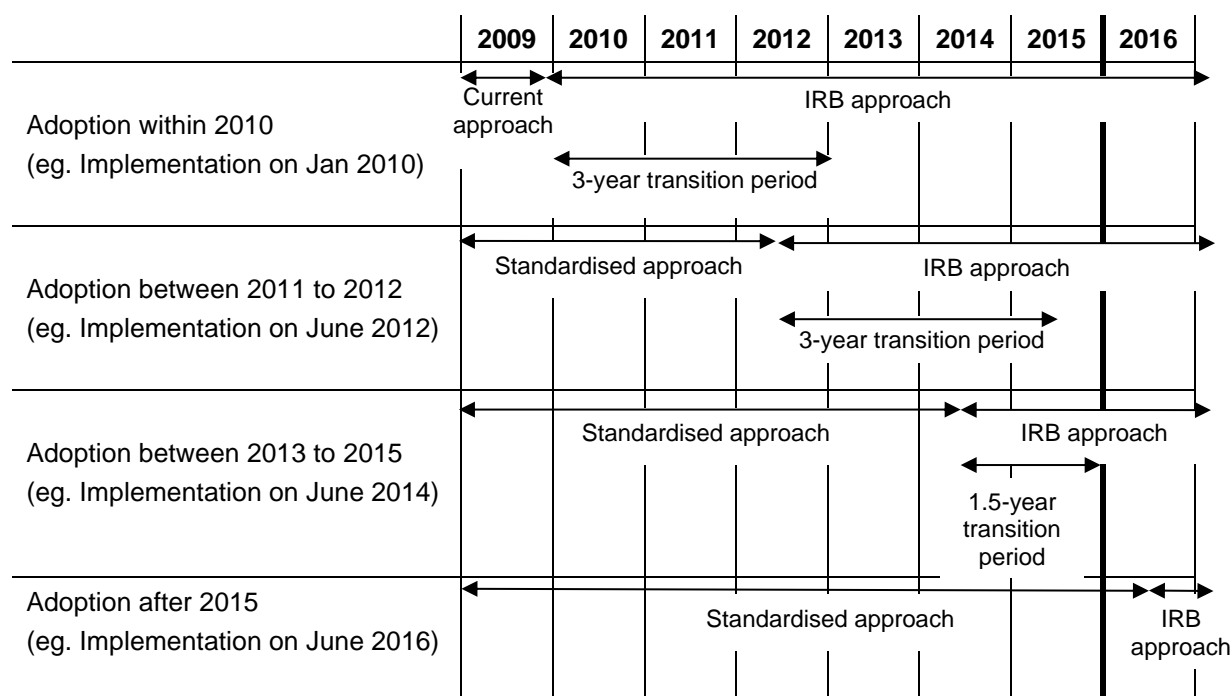 2009 2010 2011 2012 2013 2014 2015 2016
Current
approach
IRB approach
Adoption within 2010
(eg. Implementation on Jan 2010)
3-year transition period
Standardised approach
IRB approach
Adoption between 2011 to 2012
(eg. Implementation on June 2012)
3-year transition period
Standardised approach
IRB approach
Adoption between 2013 to 2015
(eg. Implementation on June 2014)
1.5-year
transition
period
Adoption after 2015
(eg. Implementation on June 2016)
Standardised approach
IRB
approach